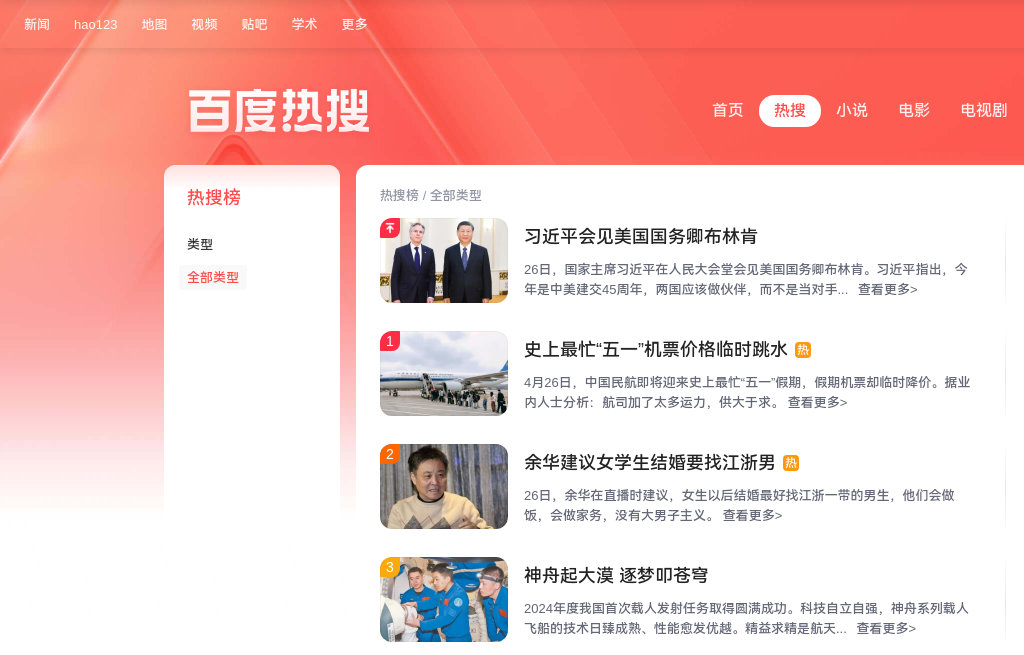 新闻 hao123 地图 视频 贴吧 学术 更多
百度热搜
首页 热搜 小说 电影 电视剧
热搜榜
类型
全部类型
热搜榜 / 全部类型
习近平会见美国国务卿布林肯
26日，国家主席习近平在人民大会堂会见美国国务卿布林肯。习近平指出，今
年是中美建交45周年，两国应该做伙伴，而不是当对手... 查看更多>
1
史上最忙“五一”机票价格临时跳水 热
4月26日，中国民航即将迎来史上最忙“五一”假期，假期机票却临时降价。据业
内人士分析：航司加了太多运力，供大于求。 查看更多>
2
余华建议女学生结婚要找江浙男 热
26日，余华在直播时建议，女生以后结婚最好找江浙一带的男生，他们会做
饭，会做家务，没有大男子主义。 查看更多>
3
神舟起大漠 逐梦叩苍穹
2024年度我国首次载人发射任务取得圆满成功。科技自立自强，神舟系列载人
飞船的技术日臻成熟、性能愈发优越。精益求精是航天... 查看更多>